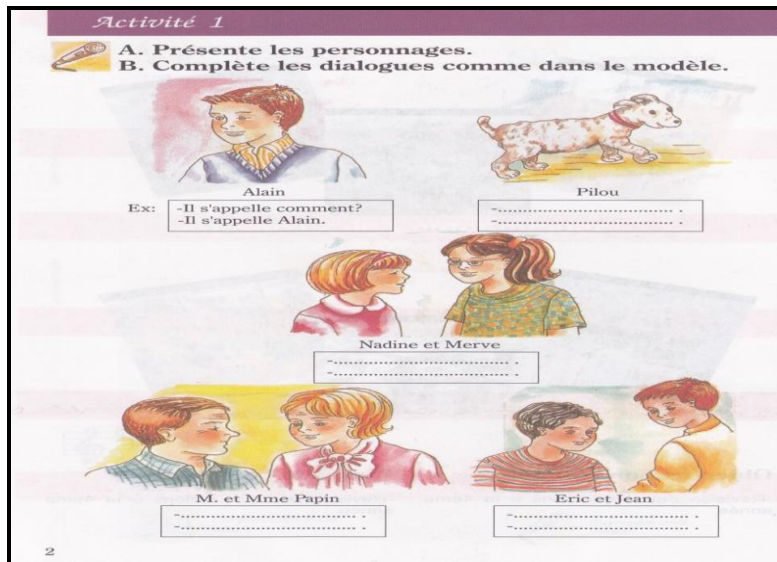 Activité 1
A. Présente les personnages.
B. Complète les dialogues comme dans le modèle.
Alain
Pilou
Ex: -Il s'appelle comment?
-Il s'appelle Alain.
-.................................... .
-.................................... .
Nadine et Merve
-.................................... .
-.................................... .
M. et Mme Papin
-.................................... .
-.................................... .
Eric et Jean
-.................................... .
-.................................... .
2